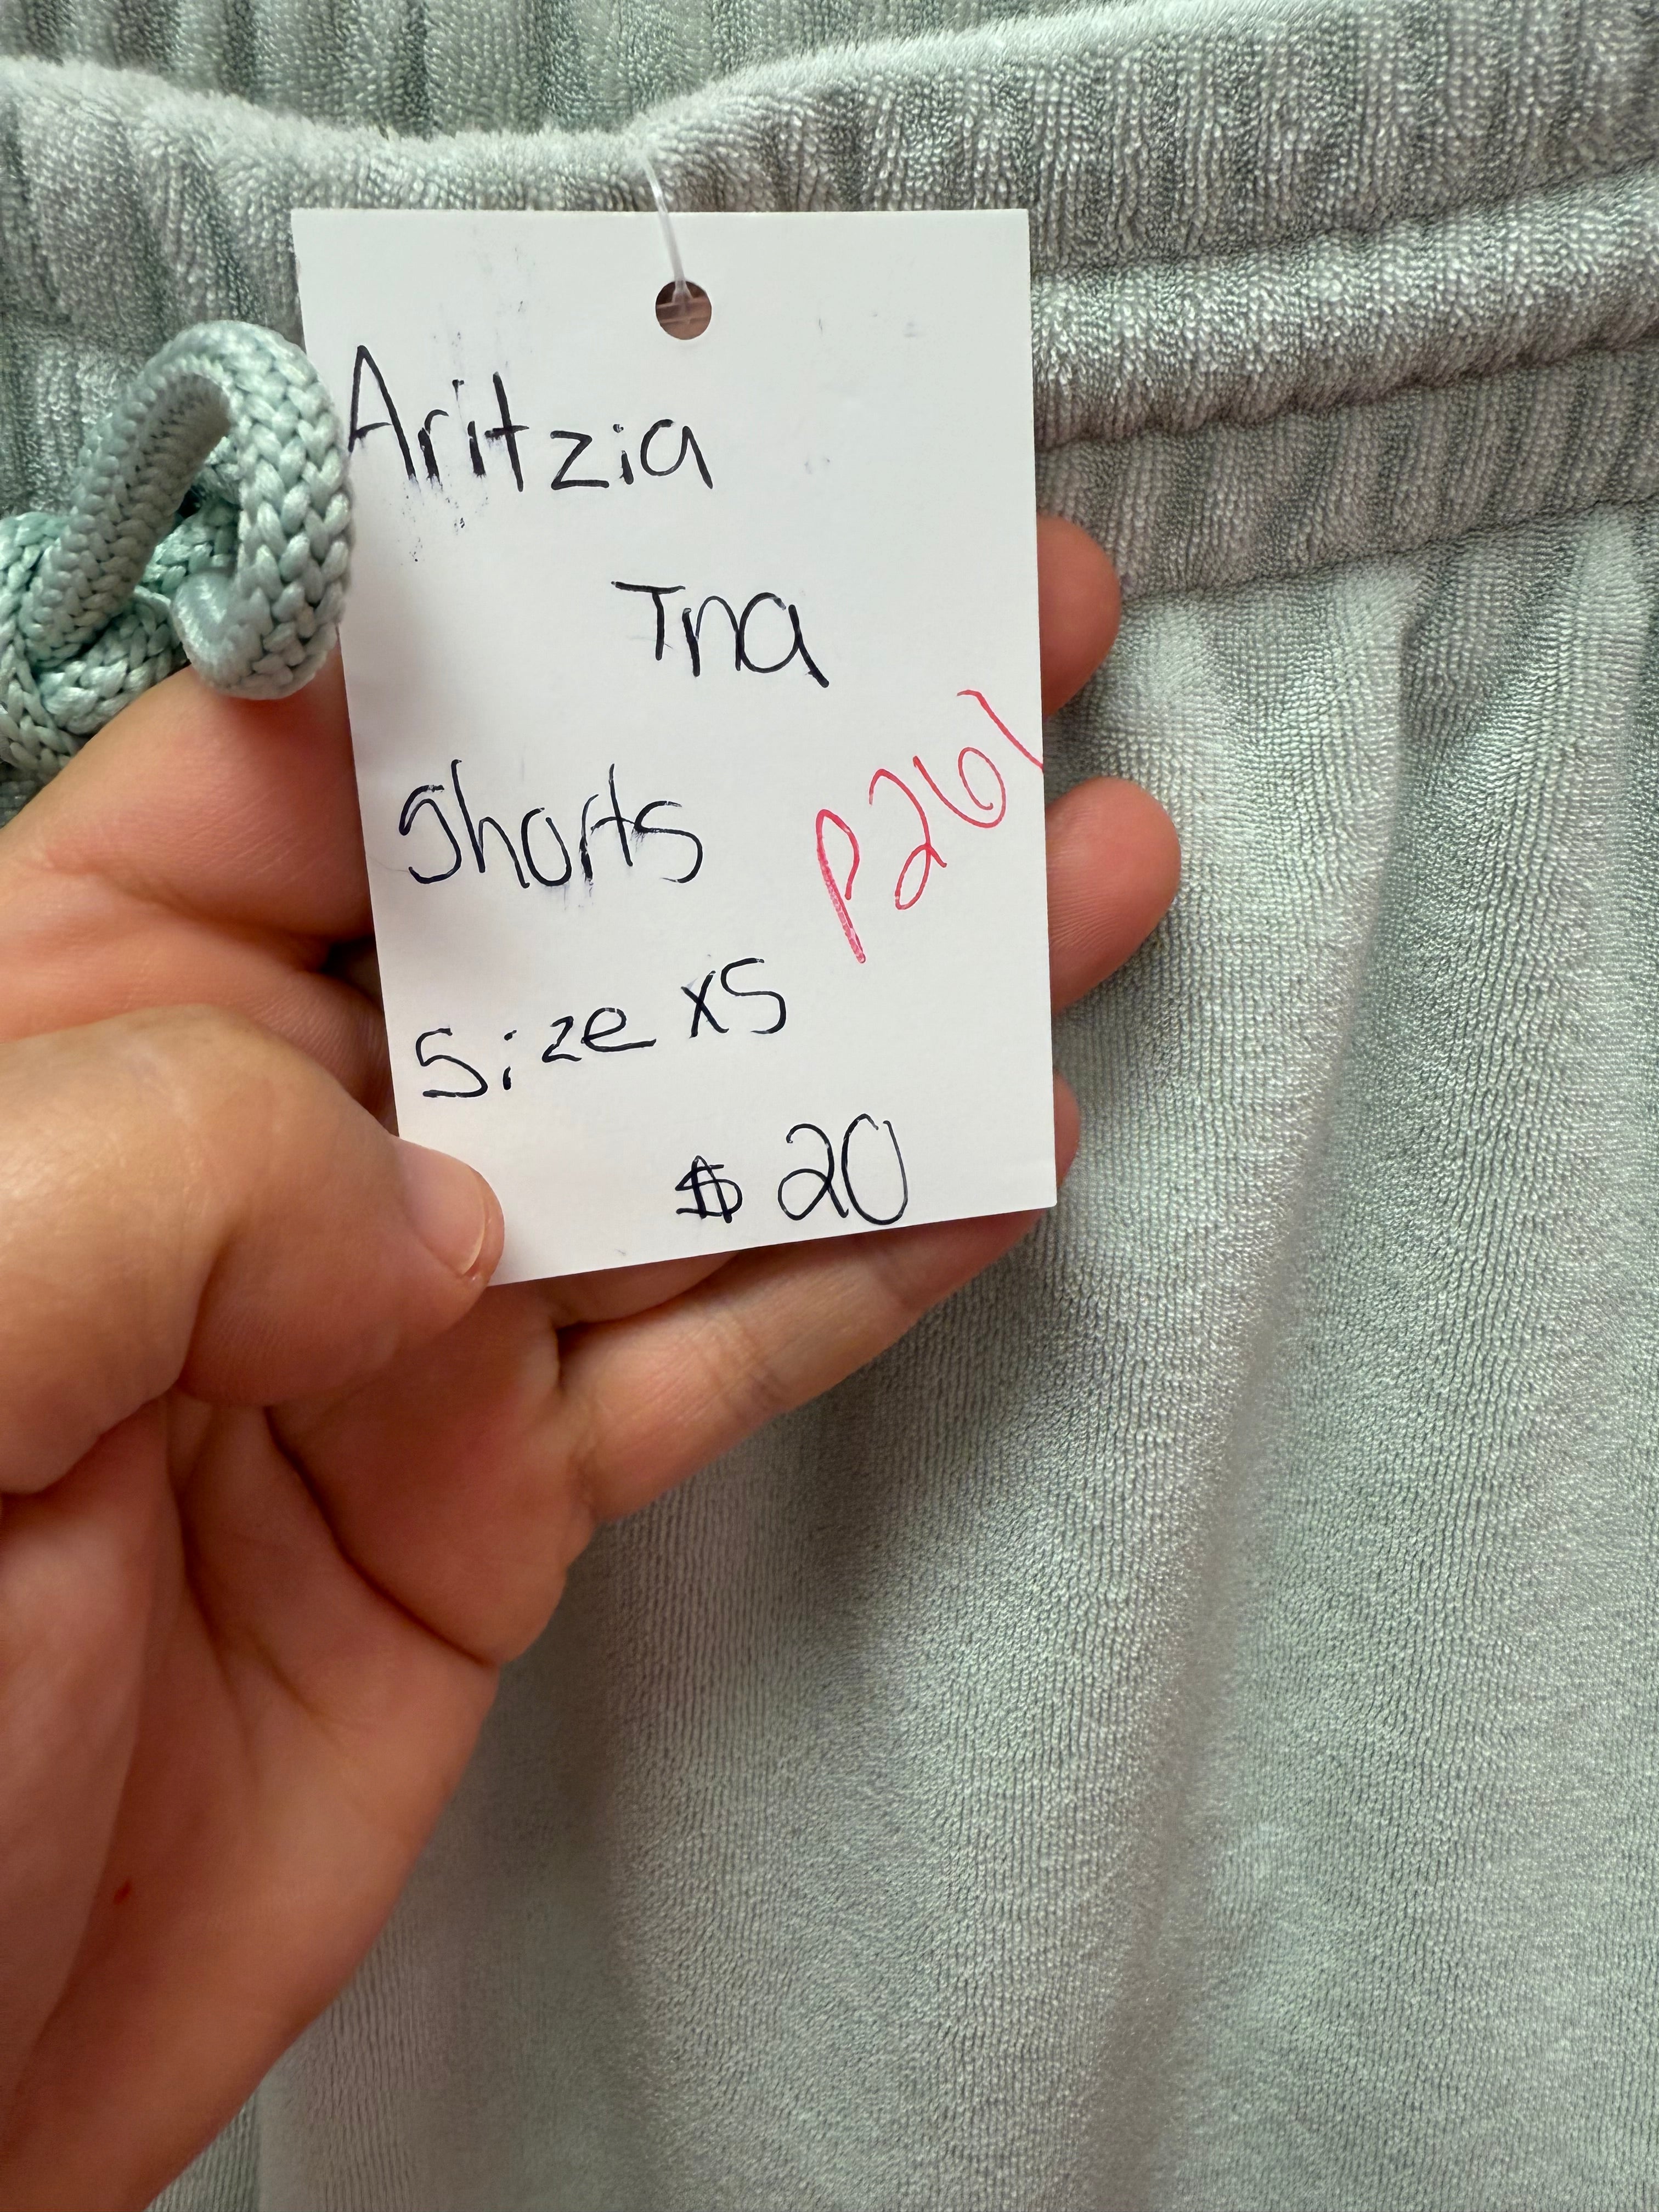 Aritzia
Tna
Shorts
P261
Size XS
$20